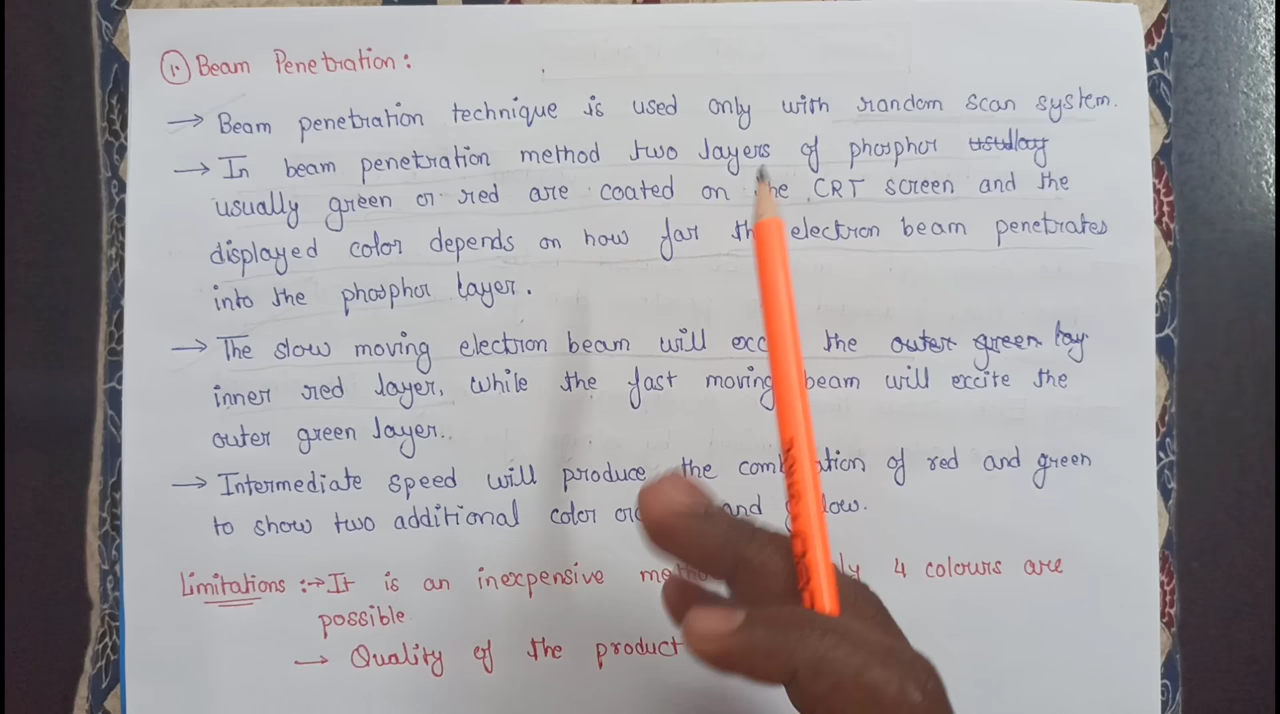 1. Beam Penetration:
→ Beam penetration technique is used only with random scan system.
→ In beam penetration method two layers of phosphor usually
usually green or red are coated on the CRT screen and the
displayed color depends on how far the electron beam penetrates
into the phosphor layer.
→ The slow moving electron beam will exc the outer green lay
inner red layer, while the fast moving beam will excite the
outer green layer..
→ Intermediate speed will produce the combination of red and green
to show two additional color and
Limitations :→ It is an inexpensive 4 colours are
possible.
→ Quality of the product